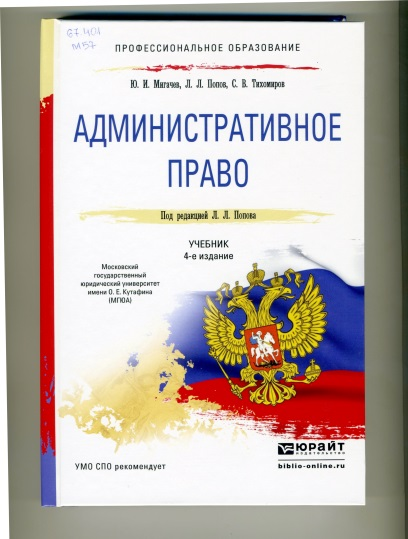 67.401
М57
ПРОФЕССИОНАЛЬНОЕ ОБРАЗОВАНИЕ
Ю. И. Мигачев, Л. Л. Попов, С. В. Тихомиров
АДМИНИСТРАТИВНОЕ
ПРАВО
Под редакцией Л. Л. Попова
УЧЕБНИК
4-е издание
Московский
государственный
юридический университет
имени О. Е. Кутафина
(МГЮА)
УМО СПО рекомендует
юрайт
издательство
biblio-online.ru